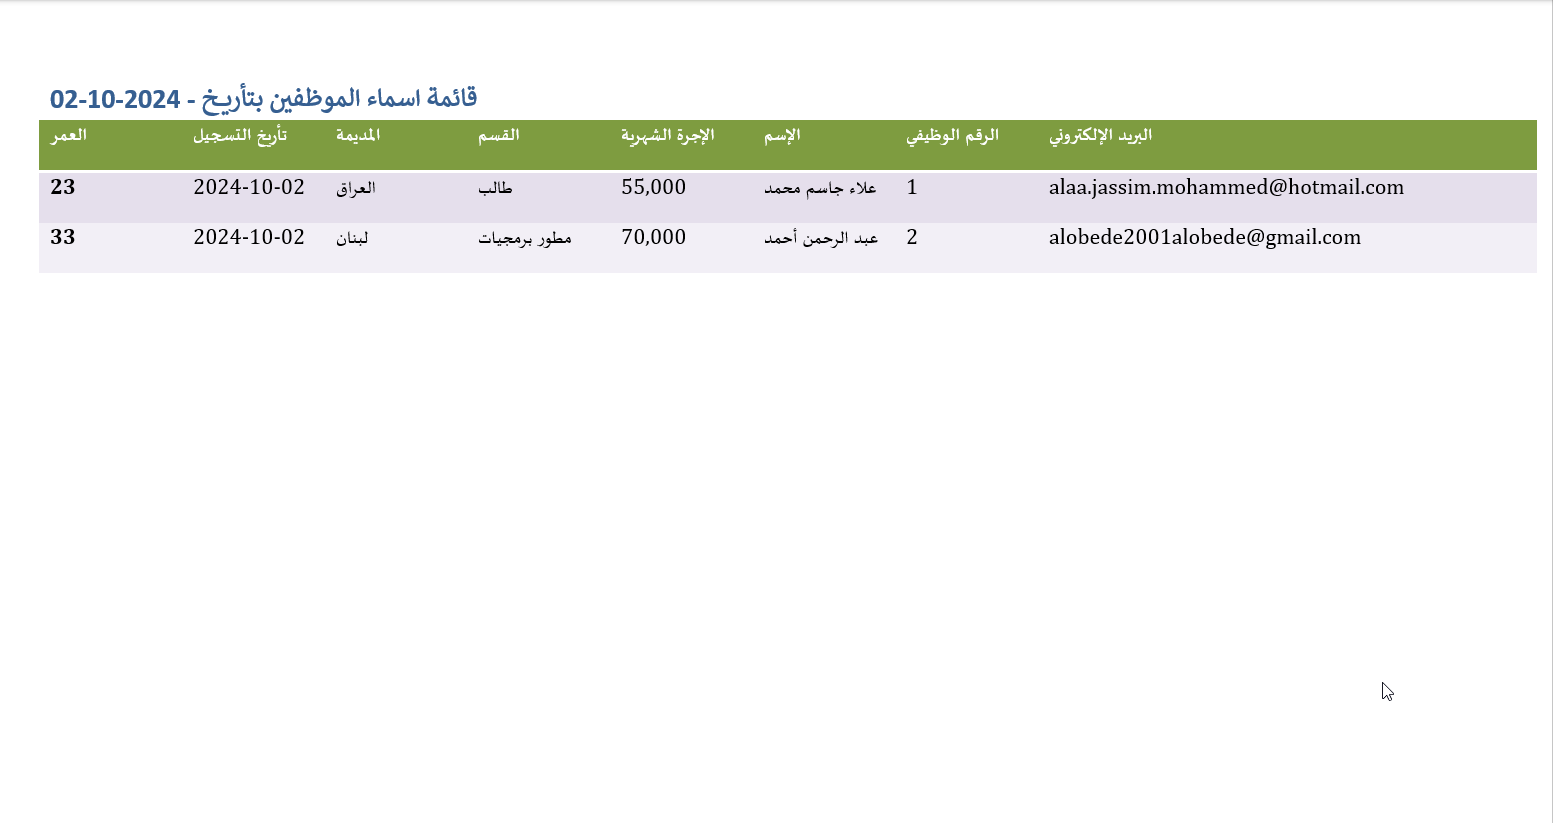 قائمة اسماء الموظفين بتأريخ - 2024-10-02
العمر تأريخ التسجيل المديمة القسم الإجرة الشهرية الإسم الرقم الوظيفي البريد الإلكتروني
23 2024-10-02 العراق طالب 55,000 علاء جاسم محمد 1 alaa.jassim.mohammed@hotmail.com
33 2024-10-02 لبنان مطور برمجيات 70,000 عبد الرحمن أحمد 2 alobede2001alobede@gmail.com